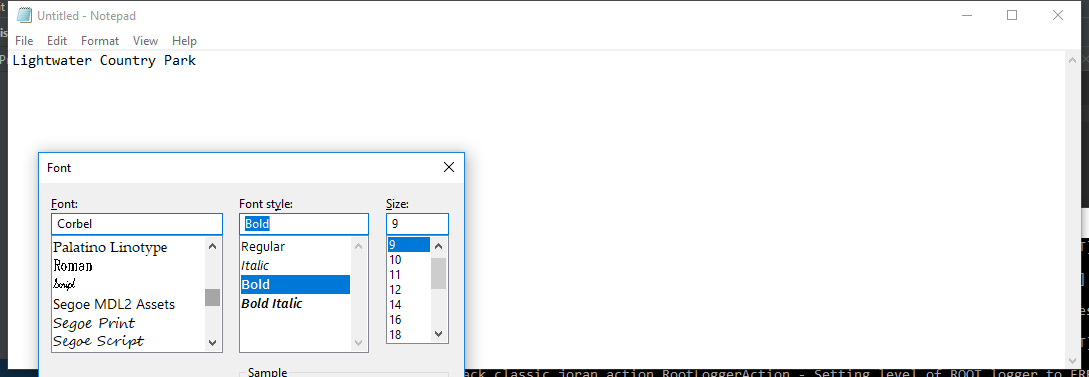 Untitled - Notepad
File Edit Format View Help
Lightwater Country Park
Font
Font: Font style: Size:
Corbel Bold 9
Palatino Linotype Regular 9
Roman Italic 10
Script Bold 11
Segoe MDL2 Assets Bold Italic 12
Segoe Print 14
Segoe Script 16
18
Sample
ack.classic.joran.action.RootLoggerAction - Setting level of ROOT logger to